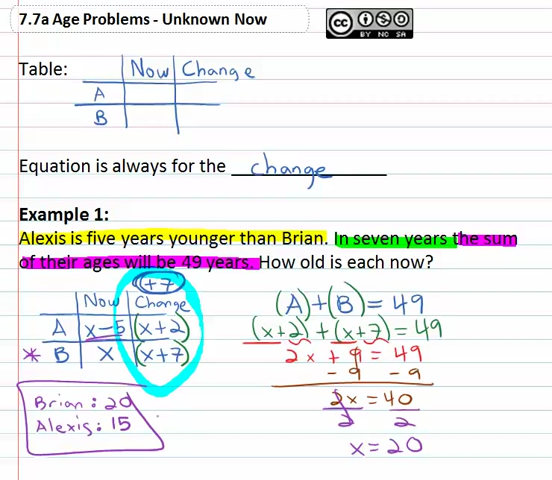 7.7a Age Problems - Unknown Now
cc BY NC SA
Table: Now Change
A
B
Equation is always for the change
Example 1:
Alexis is five years younger than Brian. In seven years the sum
of their ages will be 49 years. How old is each now?
(+7)
Now Change
A x-5 (x+2)
* B x (x+7)
Brian: 20
Alexis: 15
(A)+(B)=49
(x+2)+(x+7)=49
2x+9=49
-9 -9
2x=40
2 2
x=20